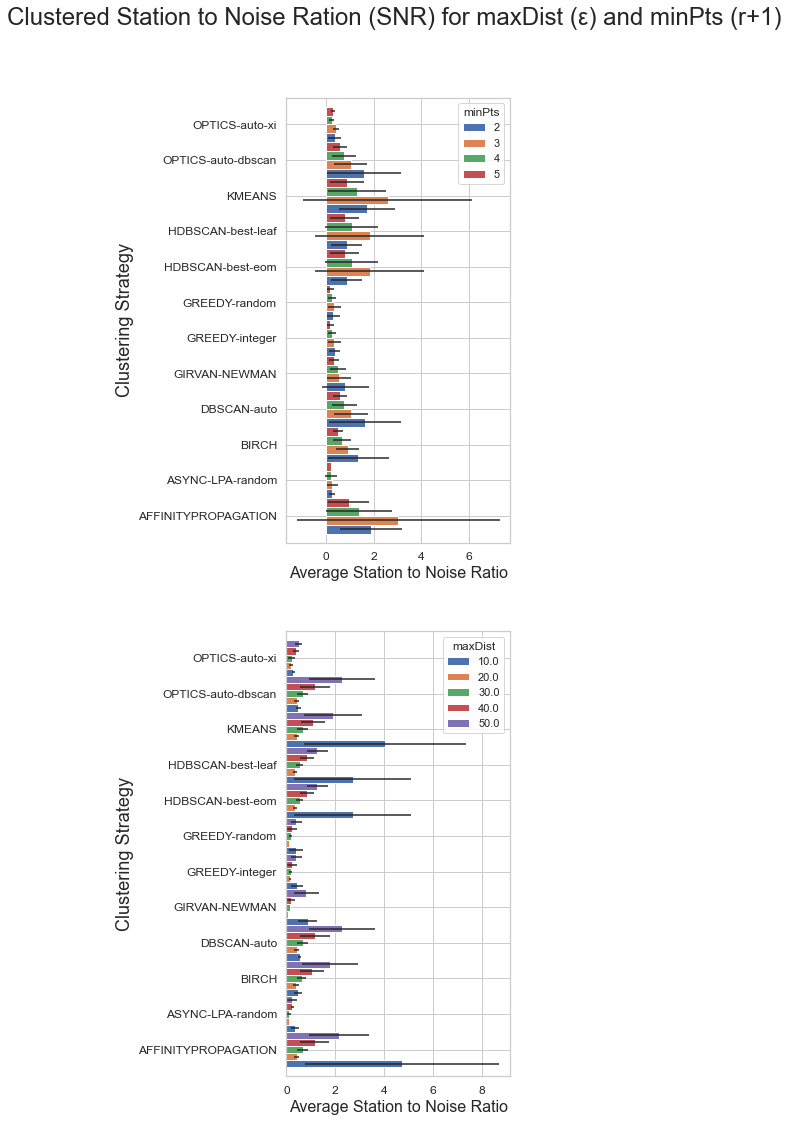 Clustered Station to Noise Ration (SNR) for maxDist (ε) and minPts (r+1)
minPts
2
3
4
5
OPTICS-auto-xi
OPTICS-auto-dbscan
KMEANS
HDBSCAN-best-leaf
HDBSCAN-best-eom
GREEDY-random
GREEDY-integer
GIRVAN-NEWMAN
DBSCAN-auto
BIRCH
ASYNC-LPA-random
AFFINITYPROPAGATION
Clustering Strategy
0 2 4 6
Average Station to Noise Ratio
maxDist
10.0
20.0
30.0
40.0
50.0
OPTICS-auto-xi
OPTICS-auto-dbscan
KMEANS
HDBSCAN-best-leaf
HDBSCAN-best-eom
GREEDY-random
GREEDY-integer
GIRVAN-NEWMAN
DBSCAN-auto
BIRCH
ASYNC-LPA-random
AFFINITYPROPAGATION
Clustering Strategy
0 2 4 6 8
Average Station to Noise Ratio